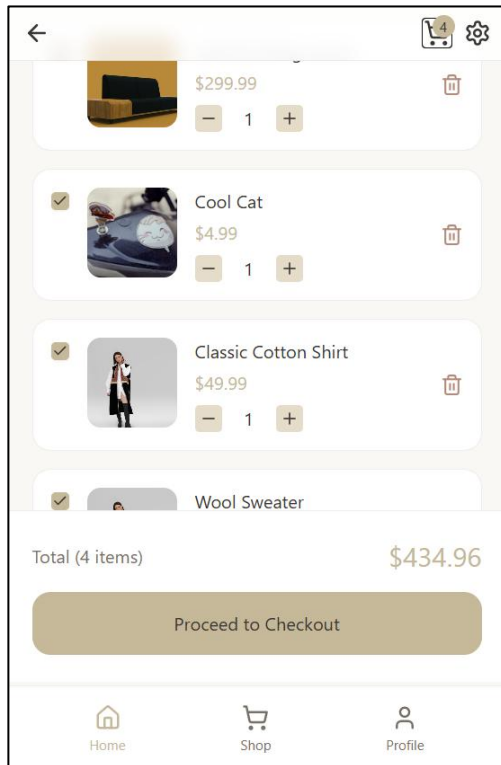 4
$299.99
1
Cool Cat
$4.99
1
Classic Cotton Shirt
$49.99
1
Wool Sweater
Total (4 items)
$434.96
Proceed to Checkout
Home
Shop
Profile